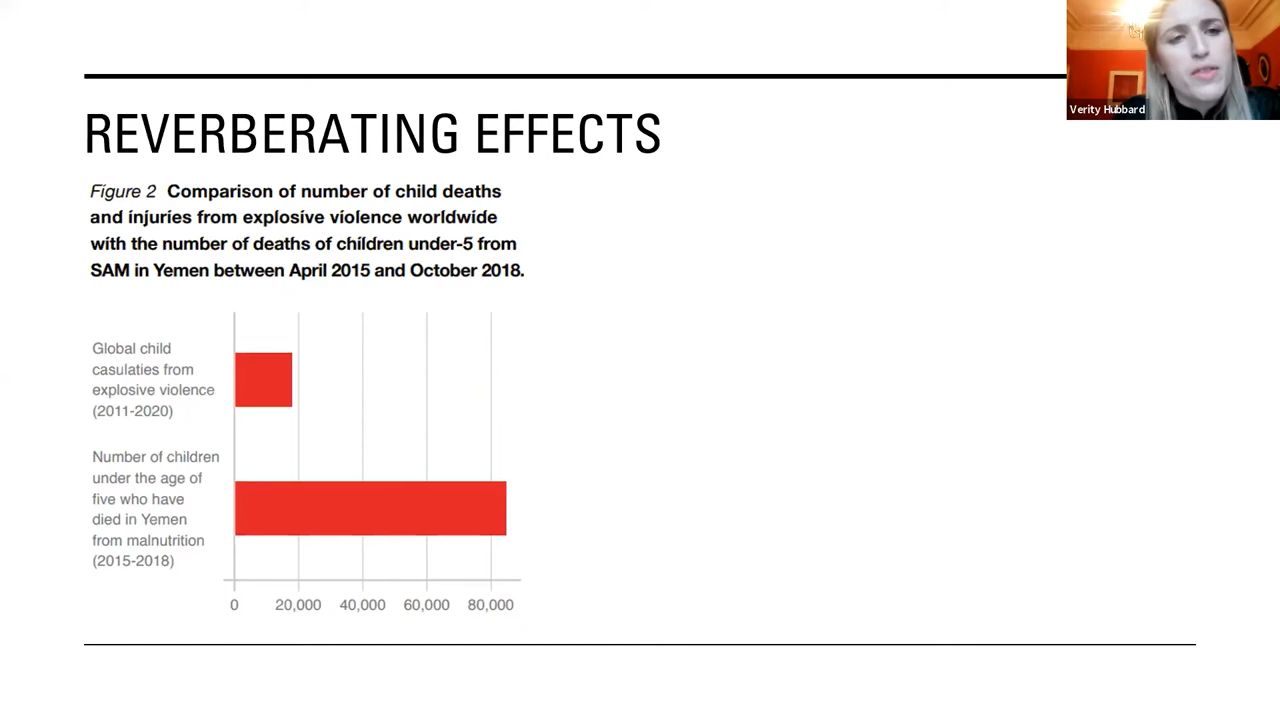 REVERBERATING EFFECTS
Figure 2 Comparison of number of child deaths
and injuries from explosive violence worldwide
with the number of deaths of children under-5 from
SAM in Yemen between April 2015 and October 2018.
Global child
casulaties from
explosive violence
(2011-2020)
Number of children
under the age of
five who have
died in Yemen
from malnutrition
(2015-2018)
0 20,000 40,000 60,000 80,000
Verity Hubbard